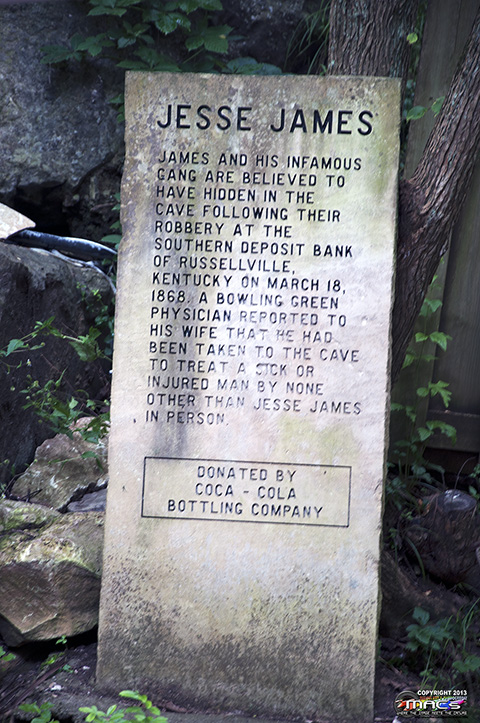 JESSE JAMES
JAMES AND HIS INFAMOUS
GANG ARE BELIEVED TO
HAVE HIDDEN IN THE
CAVE FOLLOWING THEIR
ROBBERY AT THE
SOUTHERN DEPOSIT BANK
OF RUSSELLVILLE,
KENTUCKY ON MARCH 18,
1868. A BOWLING GREEN
PHYSICIAN REPORTED TO
HIS WIFE THAT HE HAD
BEEN TAKEN TO THE CAVE
TO TREAT A SICK OR
INJURED MAN BY NONE
OTHER THAN JESSE JAMES
IN PERSON.
DONATED BY
COCA - COLA
BOTTLING COMPANY
COPYRIGHT 2013